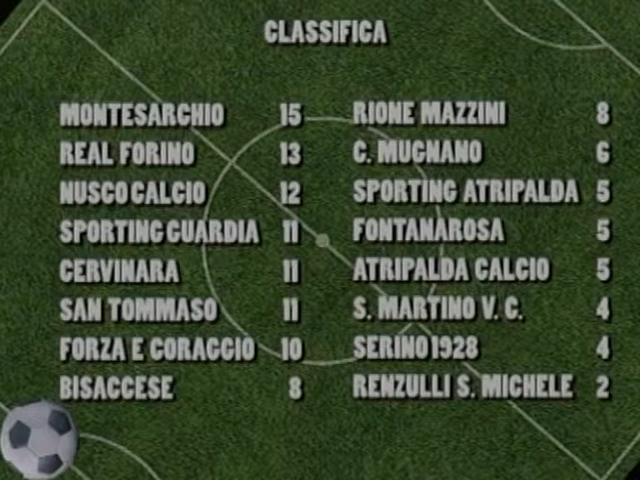 CLASSIFICA
MONTESARCHIO 15
REAL FORINO 13
NUSCO CALCIO 12
SPORTING GUARDIA 11
CERVINARA 11
SAN TOMMASO 11
FORZA E CORAGGIO 10
BISACCESE 8
RIONE MAZZINI 8
C. MUGNANO 6
SPORTING ATRIPALDA 5
FONTANAROSA 5
ATRIPALDA CALCIO 5
S. MARTINO V. C. 4
SERINO 1928 4
RENZULLI S. MICHELE 2